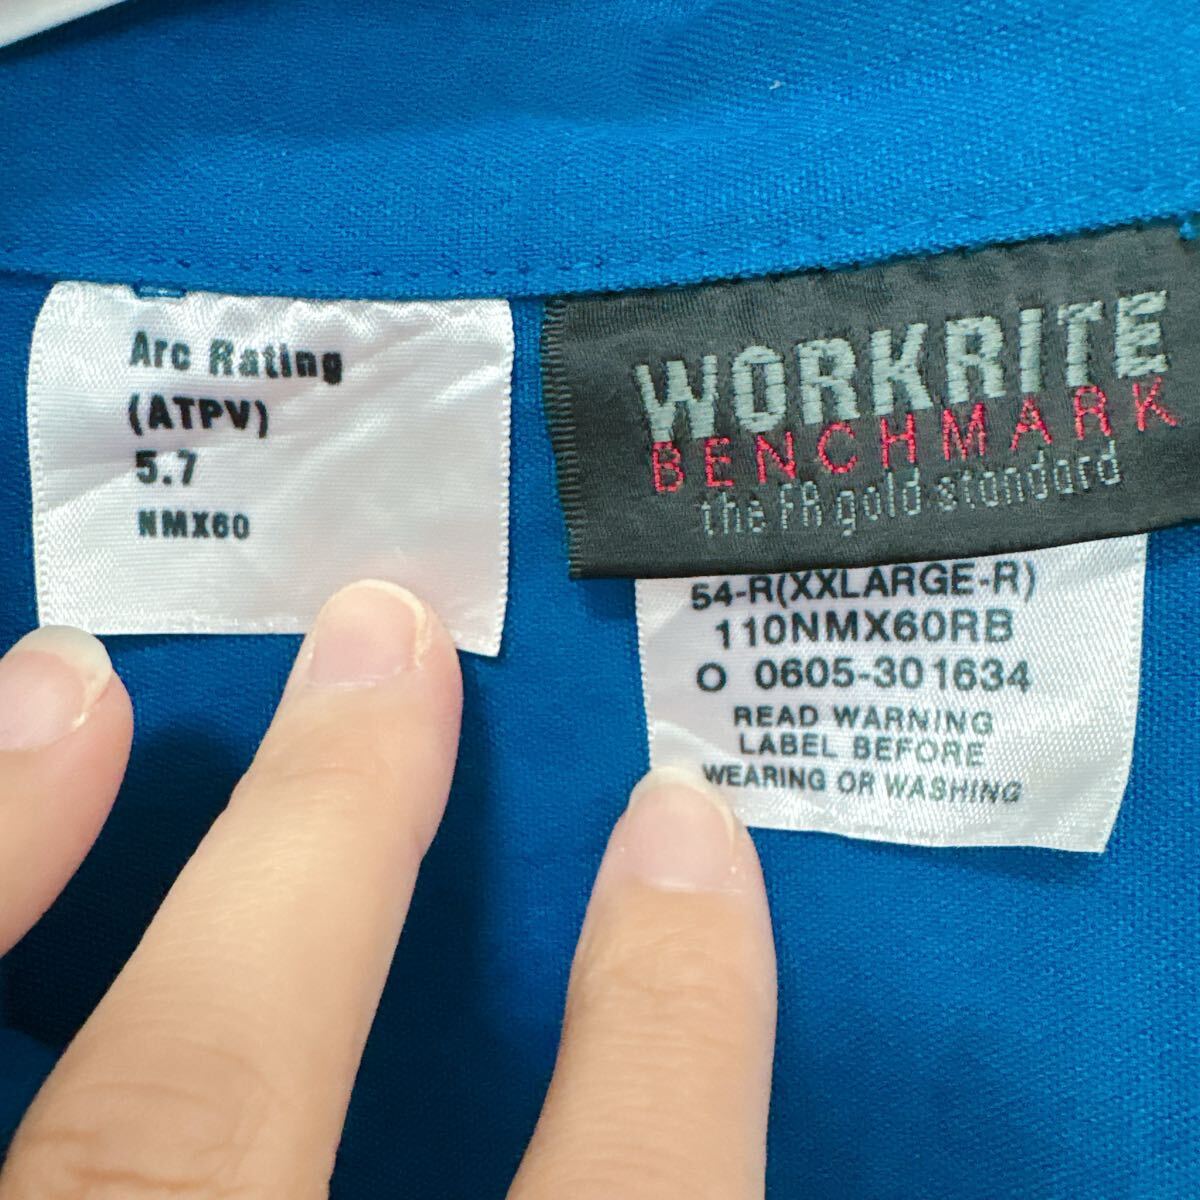 Arc Rating
(ATPV)
5.7
NMX60
WORKRITE
BENCHMARK
the FR gold standard
54-R(XXLARGE-R)
110NMX60RB
O 0605-301634
READ WARNING
LABEL BEFORE
WEARING OR WASHING